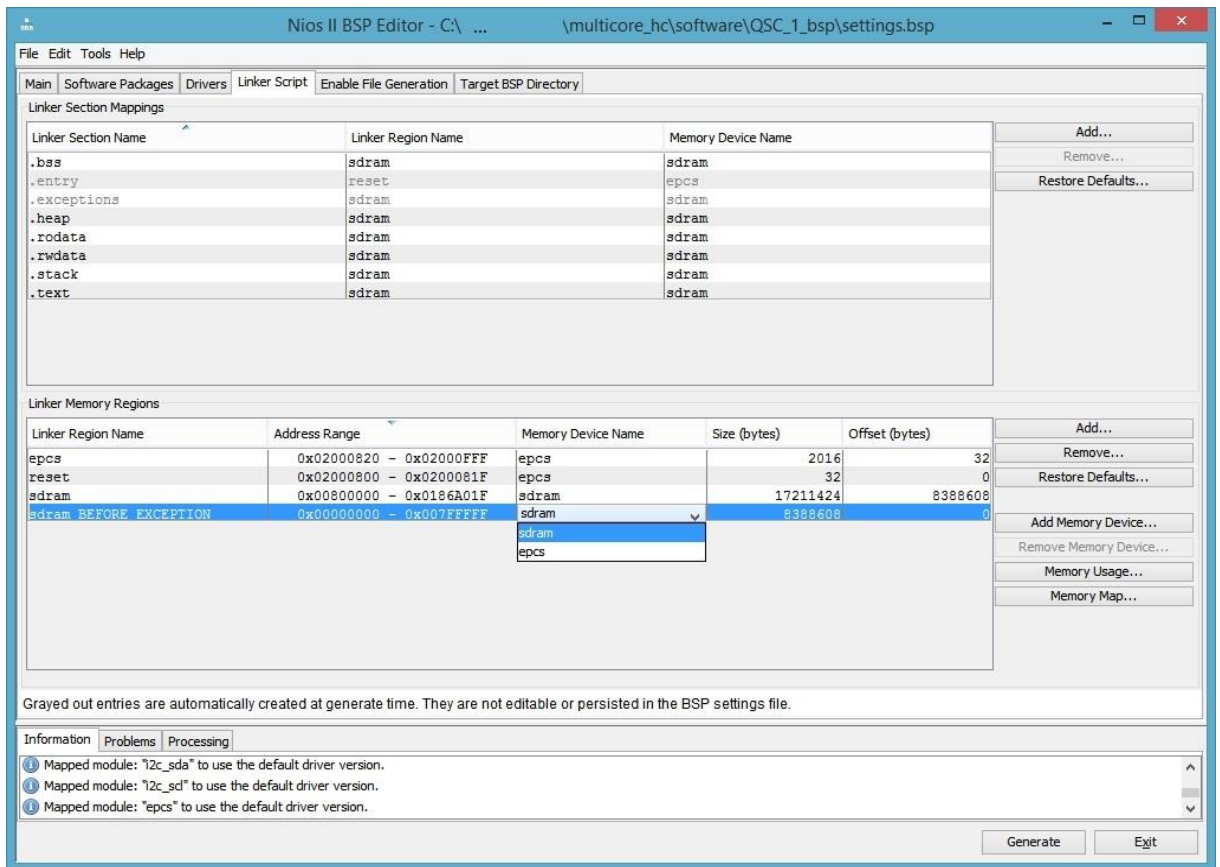 Nios II BSP Editor - C:\ ... \multicore_hc\software\QSC_1_bsp\settings.bsp
File Edit Tools Help
Main Software Packages Drivers Linker Script Enable File Generation Target BSP Directory
Linker Section Mappings
Linker Section Name Linker Region Name Memory Device Name
.bss sdram sdram
.entry reset epcs
.exceptions sdram sdram
.heap sdram sdram
.rodata sdram sdram
.rwdata sdram sdram
.stack sdram sdram
.text sdram sdram
Add...
Remove...
Restore Defaults...
Linker Memory Regions
Linker Region Name Address Range Memory Device Name Size (bytes) Offset (bytes)
epcs 0x02000820 - 0x02000FFF epcs 2016 32
reset 0x02000800 - 0x0200081F epcs 32 0
sdram 0x00800000 - 0x0186A01F sdram 17211424 8388608
sdram BEFORE EXCEPTION 0x00000000 - 0x007FFFFF sdram 8388608 0
sdram
epcs
Add...
Remove...
Restore Defaults...
Add Memory Device...
Remove Memory Device...
Memory Usage...
Memory Map...
Grayed out entries are automatically created at generate time. They are not editable or persisted in the BSP settings file.
Information Problems Processing
Mapped module: "i2c_sda" to use the default driver version.
Mapped module: "i2c_scl" to use the default driver version.
Mapped module: "epcs" to use the default driver version.
Generate Exit